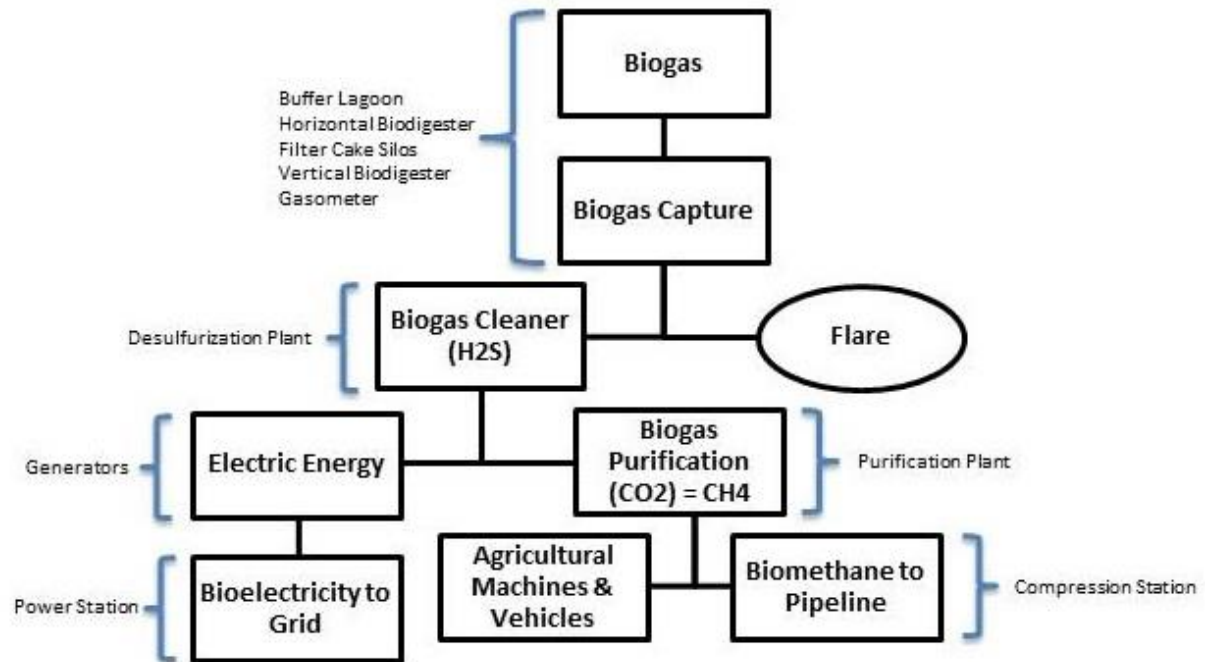 Biogas
Buffer Lagoon
Horizontal Biodigester
Filter Cake Silos
Vertical Biodigester
Gasometer
Biogas Capture
Desulfurization Plant
Biogas Cleaner
(H2S)
Flare
Generators
Electric Energy
Biogas
Purification
(CO2) = CH4
Purification Plant
Power Station
Bioelectricity to
Grid
Agricultural
Machines &
Vehicles
Biomethane to
Pipeline
Compression Station